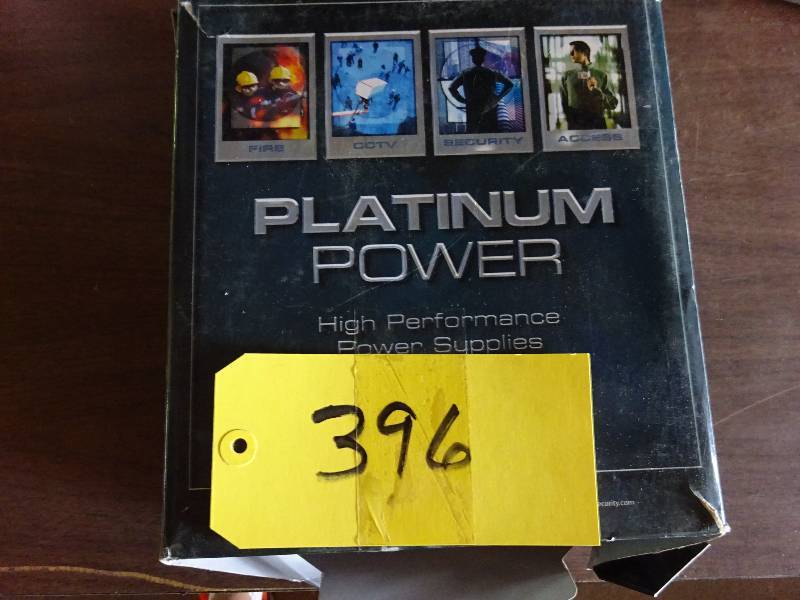 FIRE
CCTV
SECURITY
ACCESS
PLATINUM
POWER
High Performance
Power Supplies
396